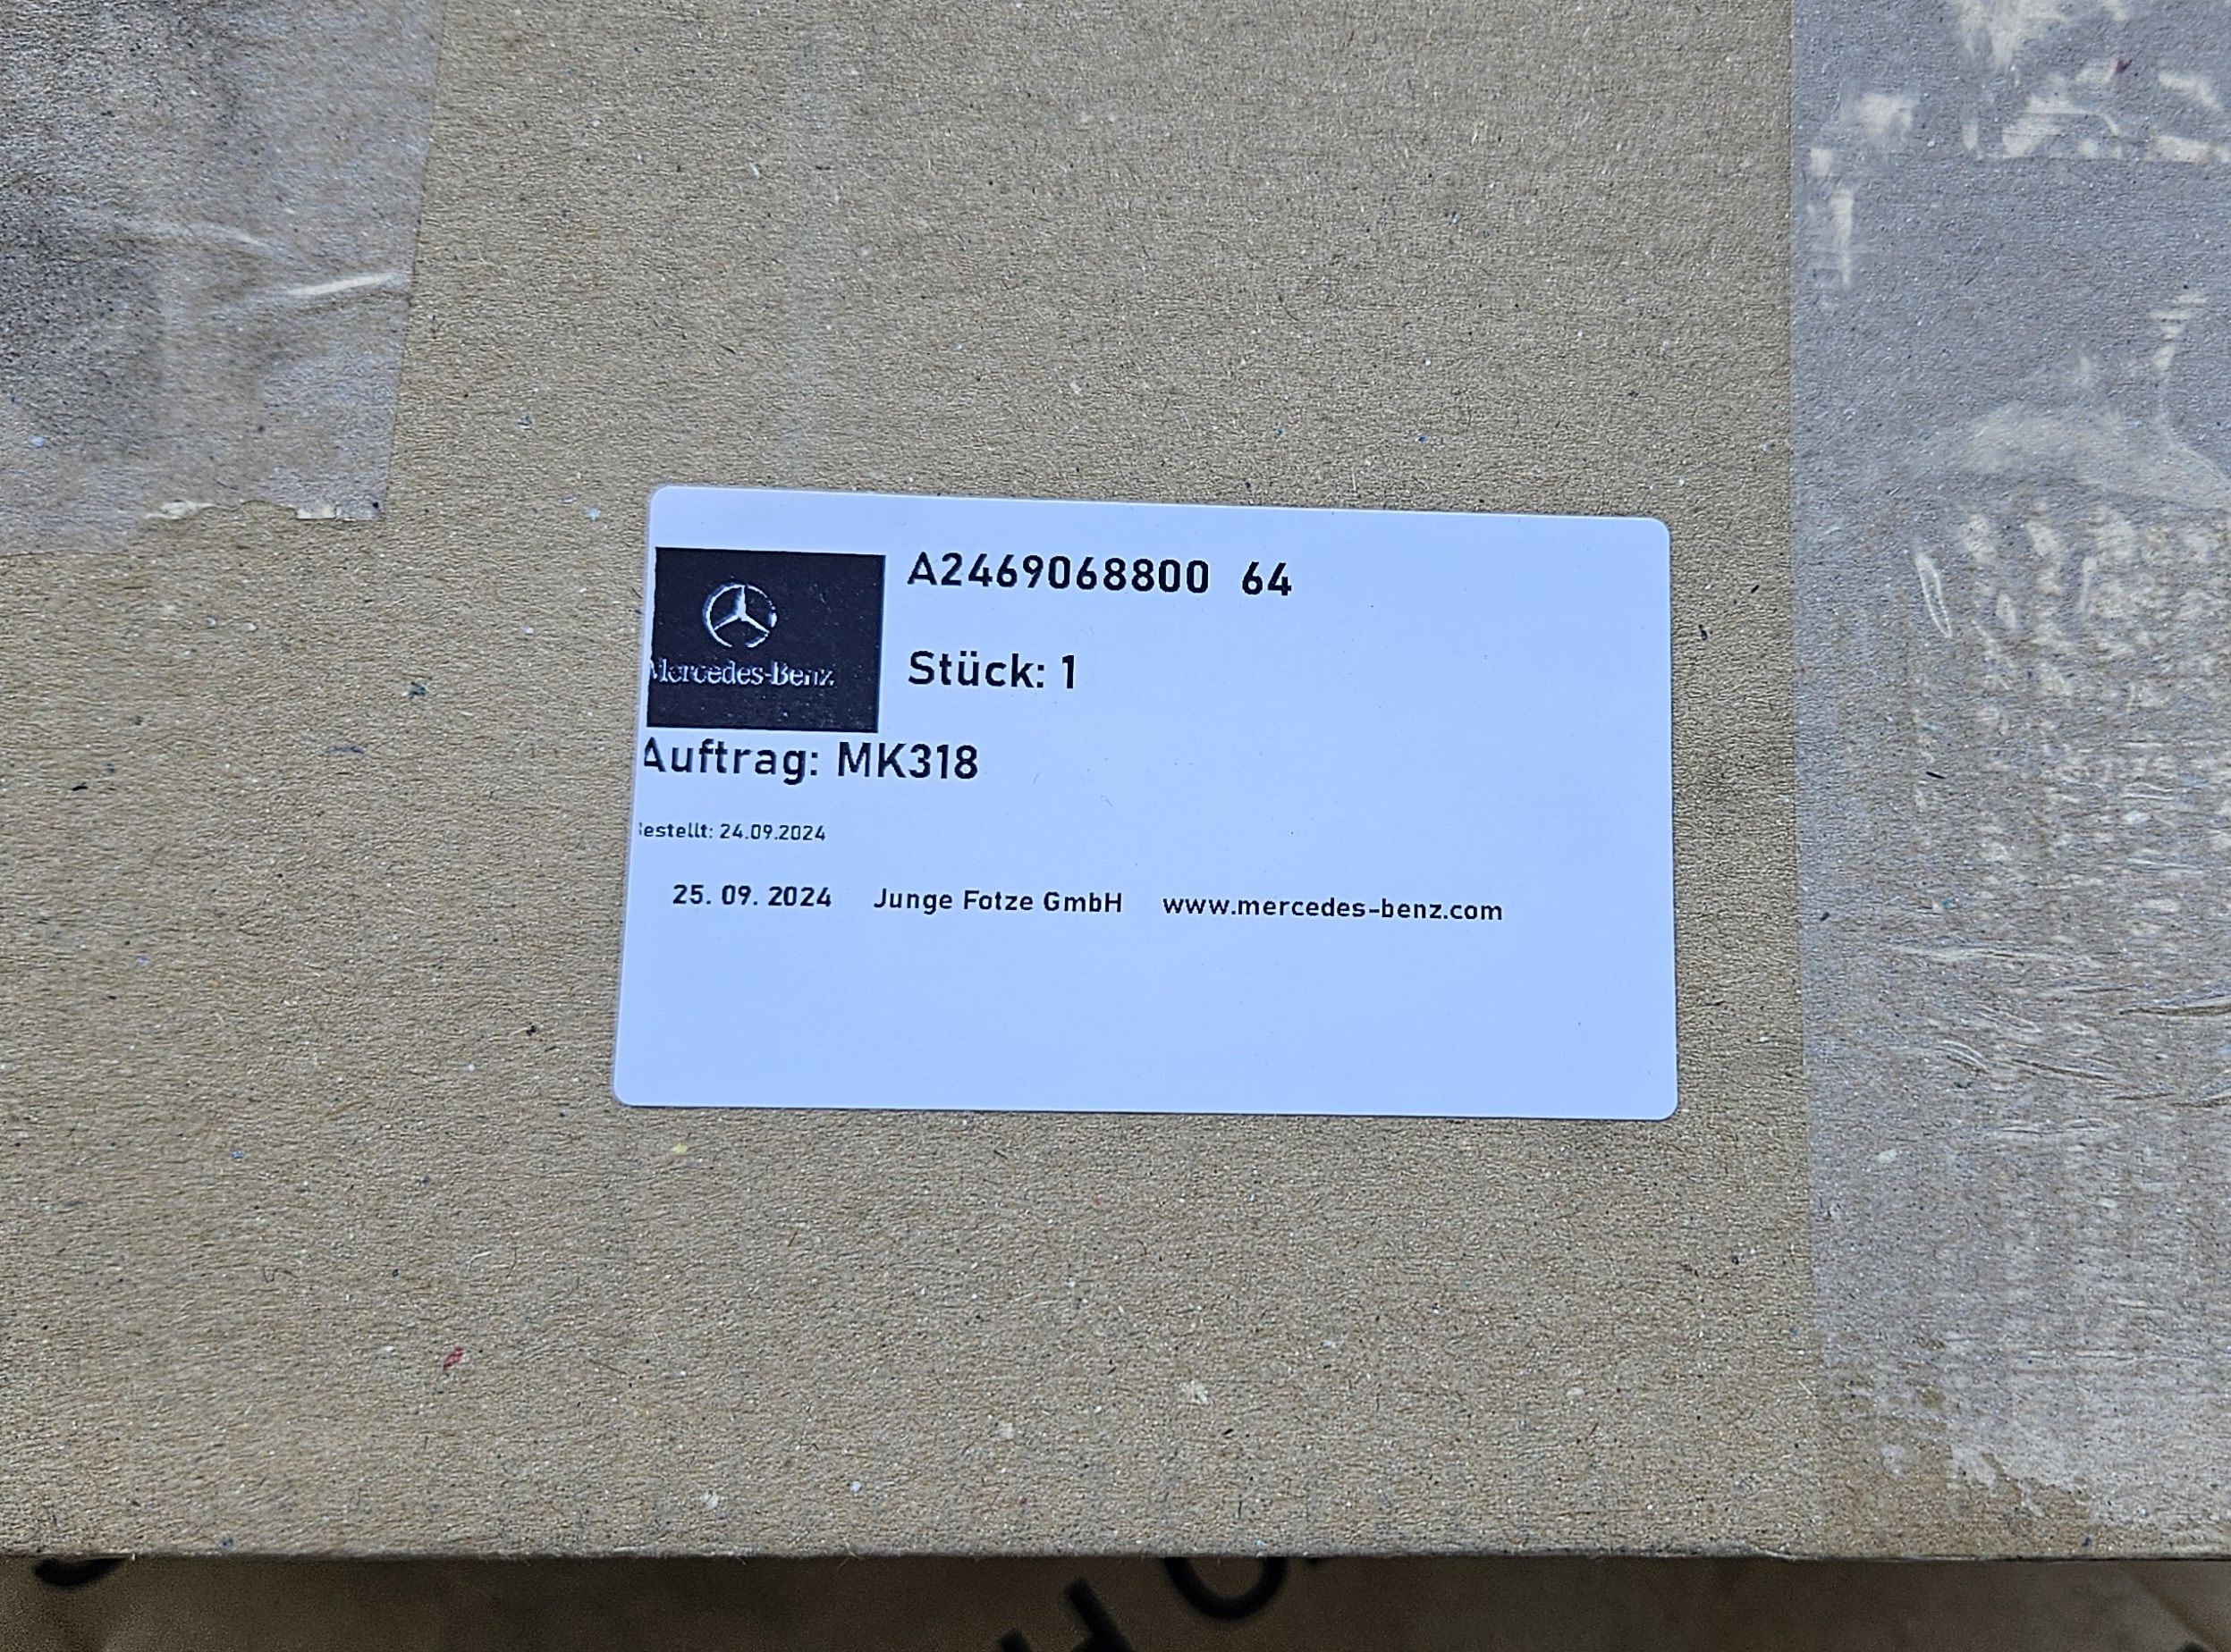 A2469068800 64
Mercedes-Benz
Stück: 1
Auftrag: MK318
Bestellt: 24.09.2024
25. 09. 2024 Junge Fotze GmbH www.mercedes-benz.com